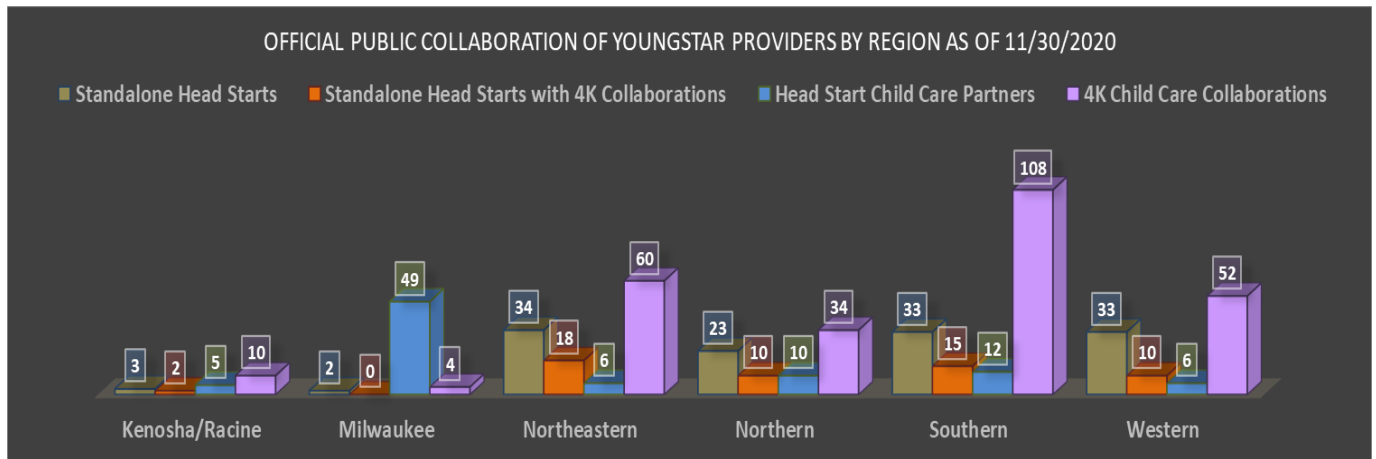 OFFICIAL PUBLIC COLLABORATION OF YOUNGSTAR PROVIDERS BY REGION AS OF 11/30/2020
Standalone Head Starts Standalone Head Starts with 4K Collaborations Head Start Child Care Partners 4K Child Care Collaborations
3 2 5 10 2 0 49 4 34 18 6 60 23 10 10 34 33 15 12 108 33 10 6 52
Kenosha/Racine Milwaukee Northeastern Northern Southern Western